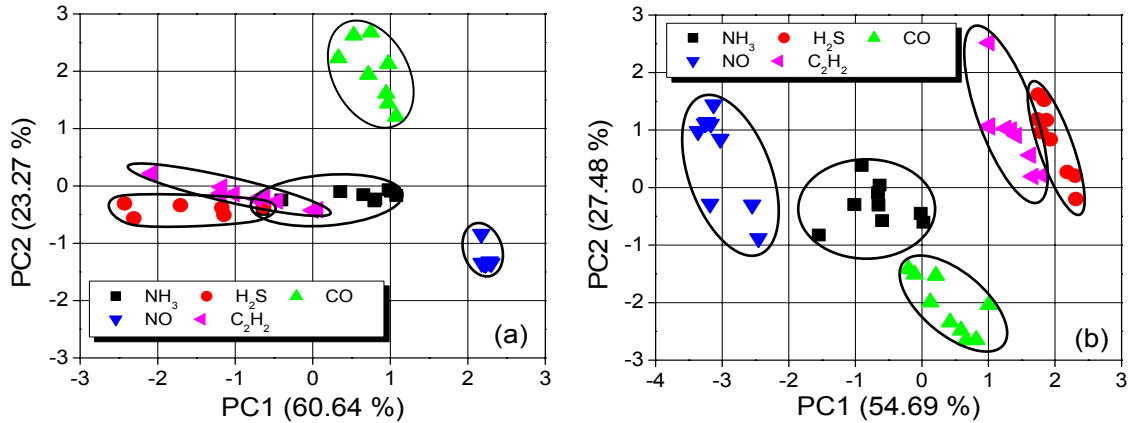 3
2
1
0
-1
-2
-3
PC2 (23.27 %)
NH₃ H₂S CO
NO C₂H₂
(a)
-3 -2 -1 0 1 2 3
PC1 (60.64 %)
3
2
1
0
-1
-2
-3
PC2 (27.48 %)
NH₃ H₂S CO
NO C₂H₂
(b)
-4 -3 -2 -1 0 1 2 3
PC1 (54.69 %)